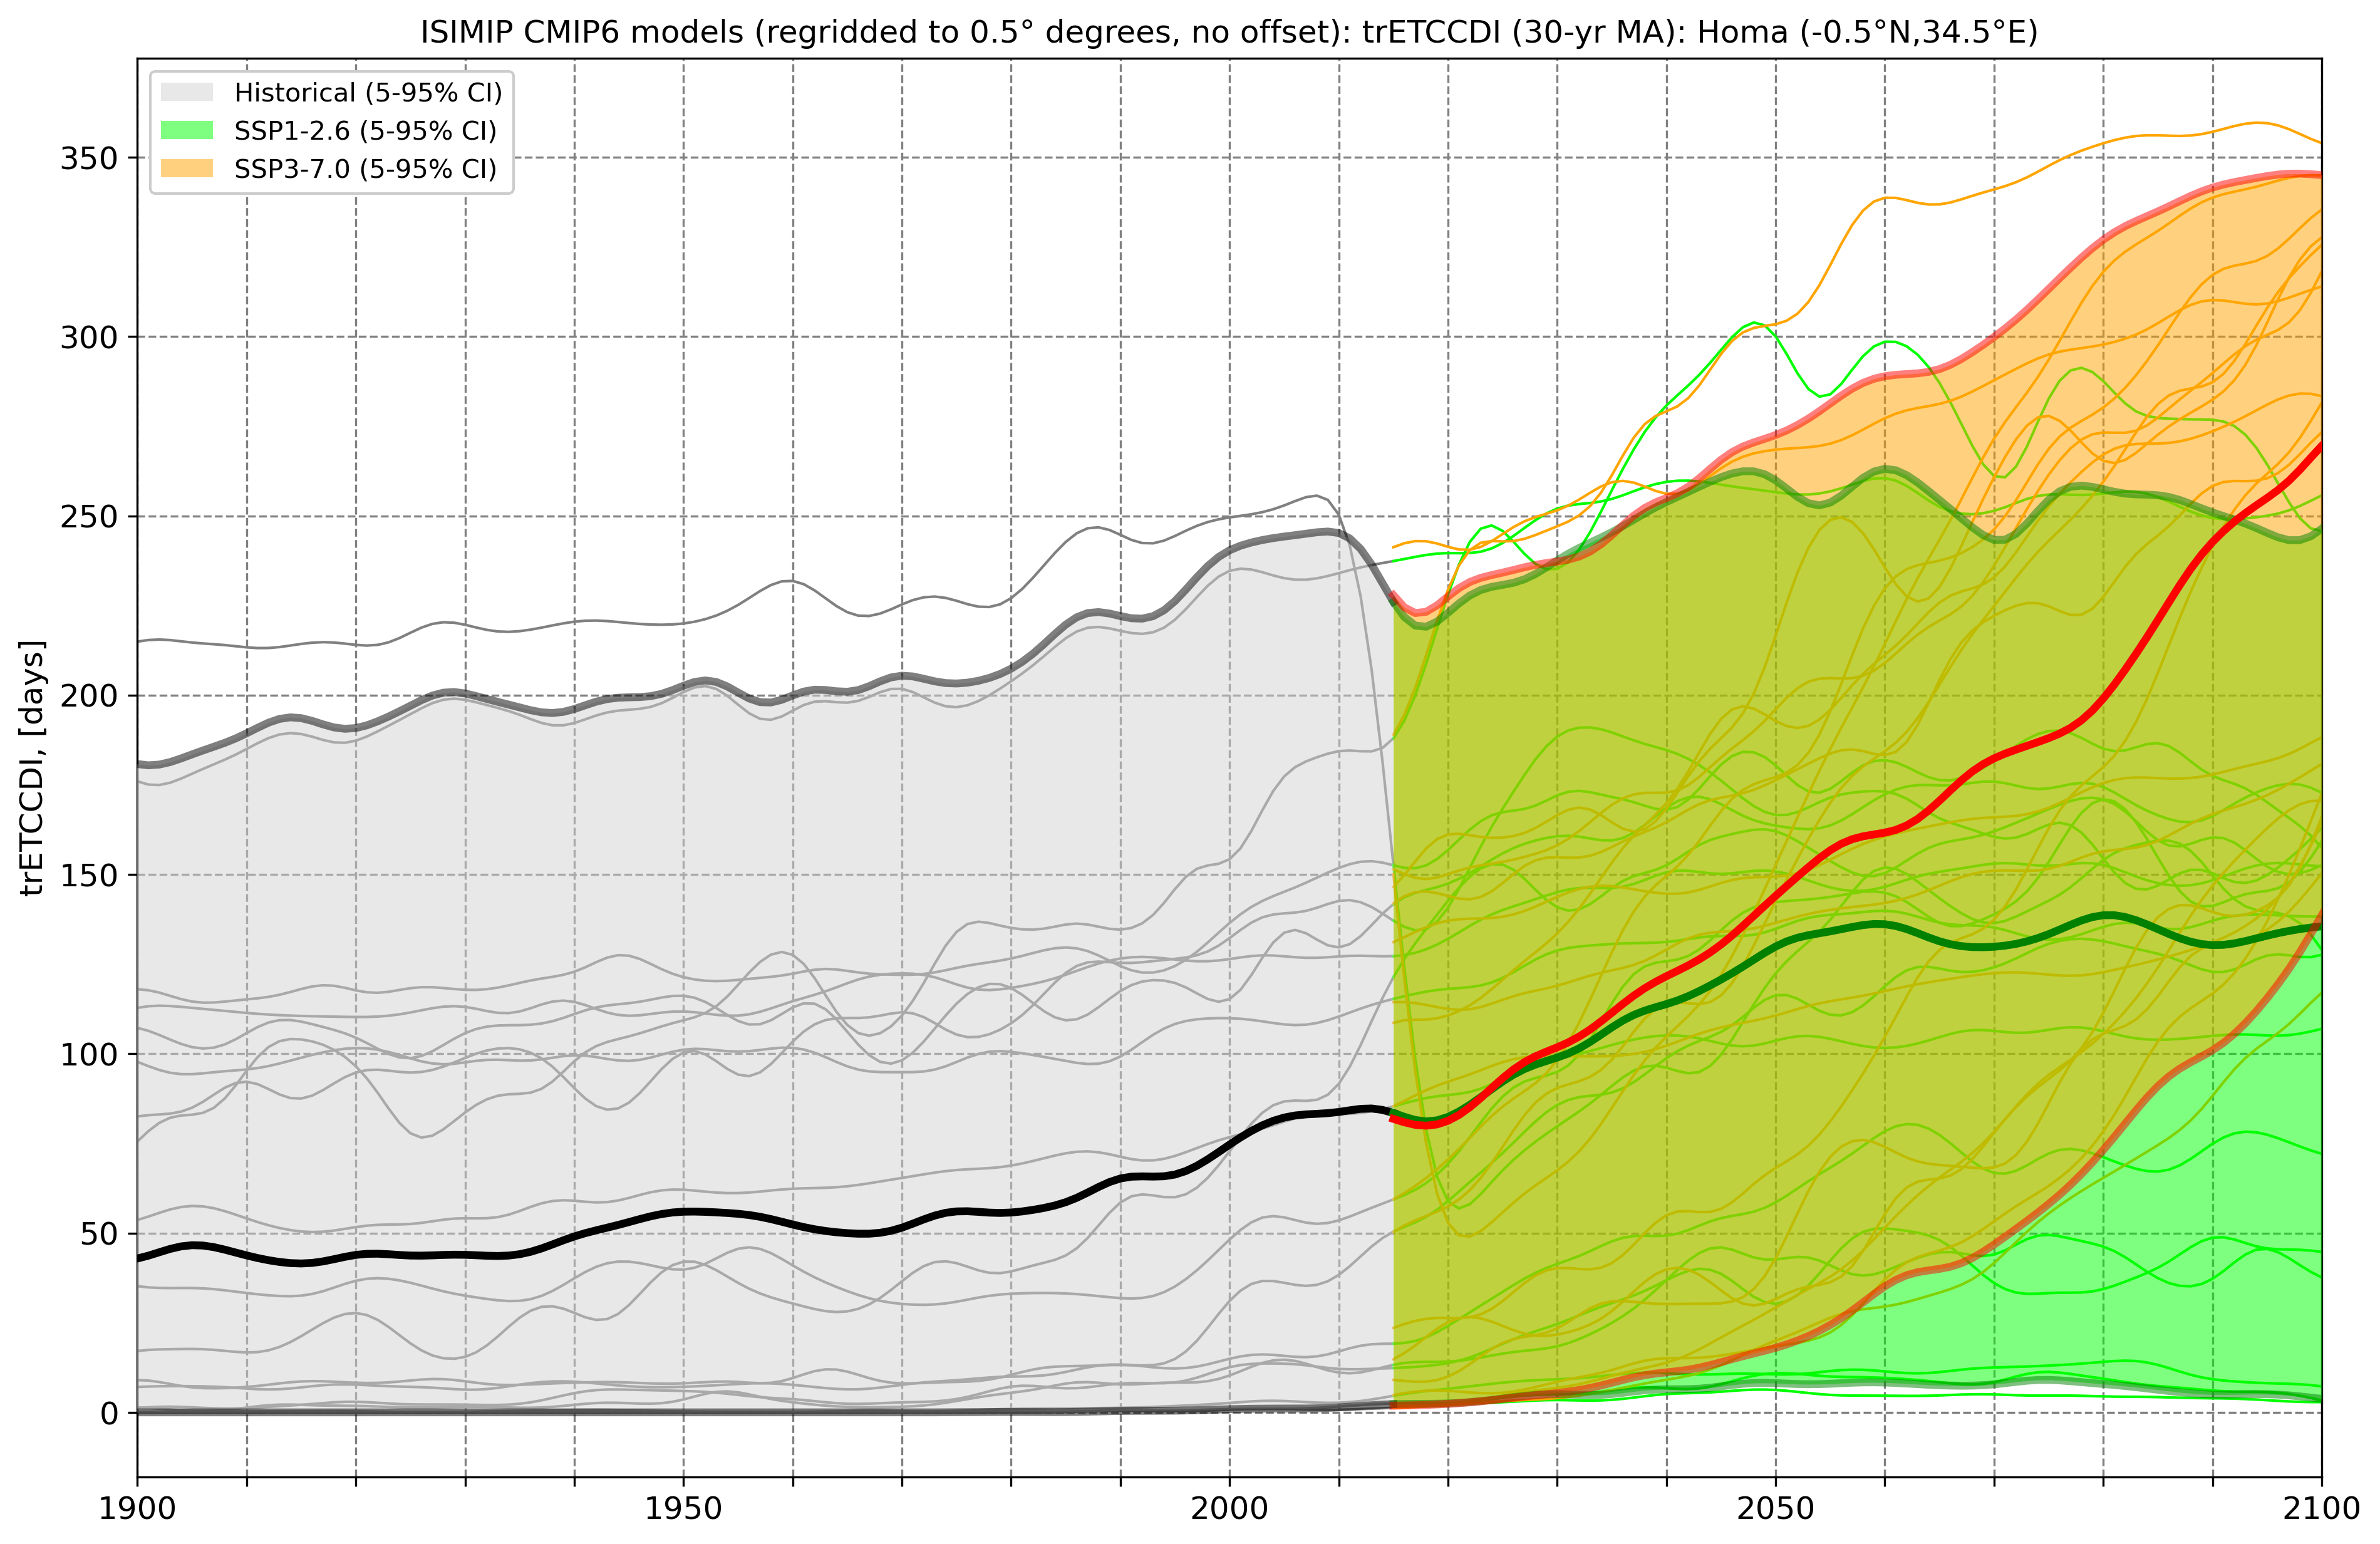 ISIMIP CMIP6 models (regridded to 0.5° degrees, no offset): trETCCDI (30-yr MA): Homa (-0.5°N,34.5°E)
Historical (5-95% CI)
SSP1-2.6 (5-95% CI)
SSP3-7.0 (5-95% CI)
trETCCDI, [days]
350
300
250
200
150
100
50
0
1900 1950 2000 2050 2100